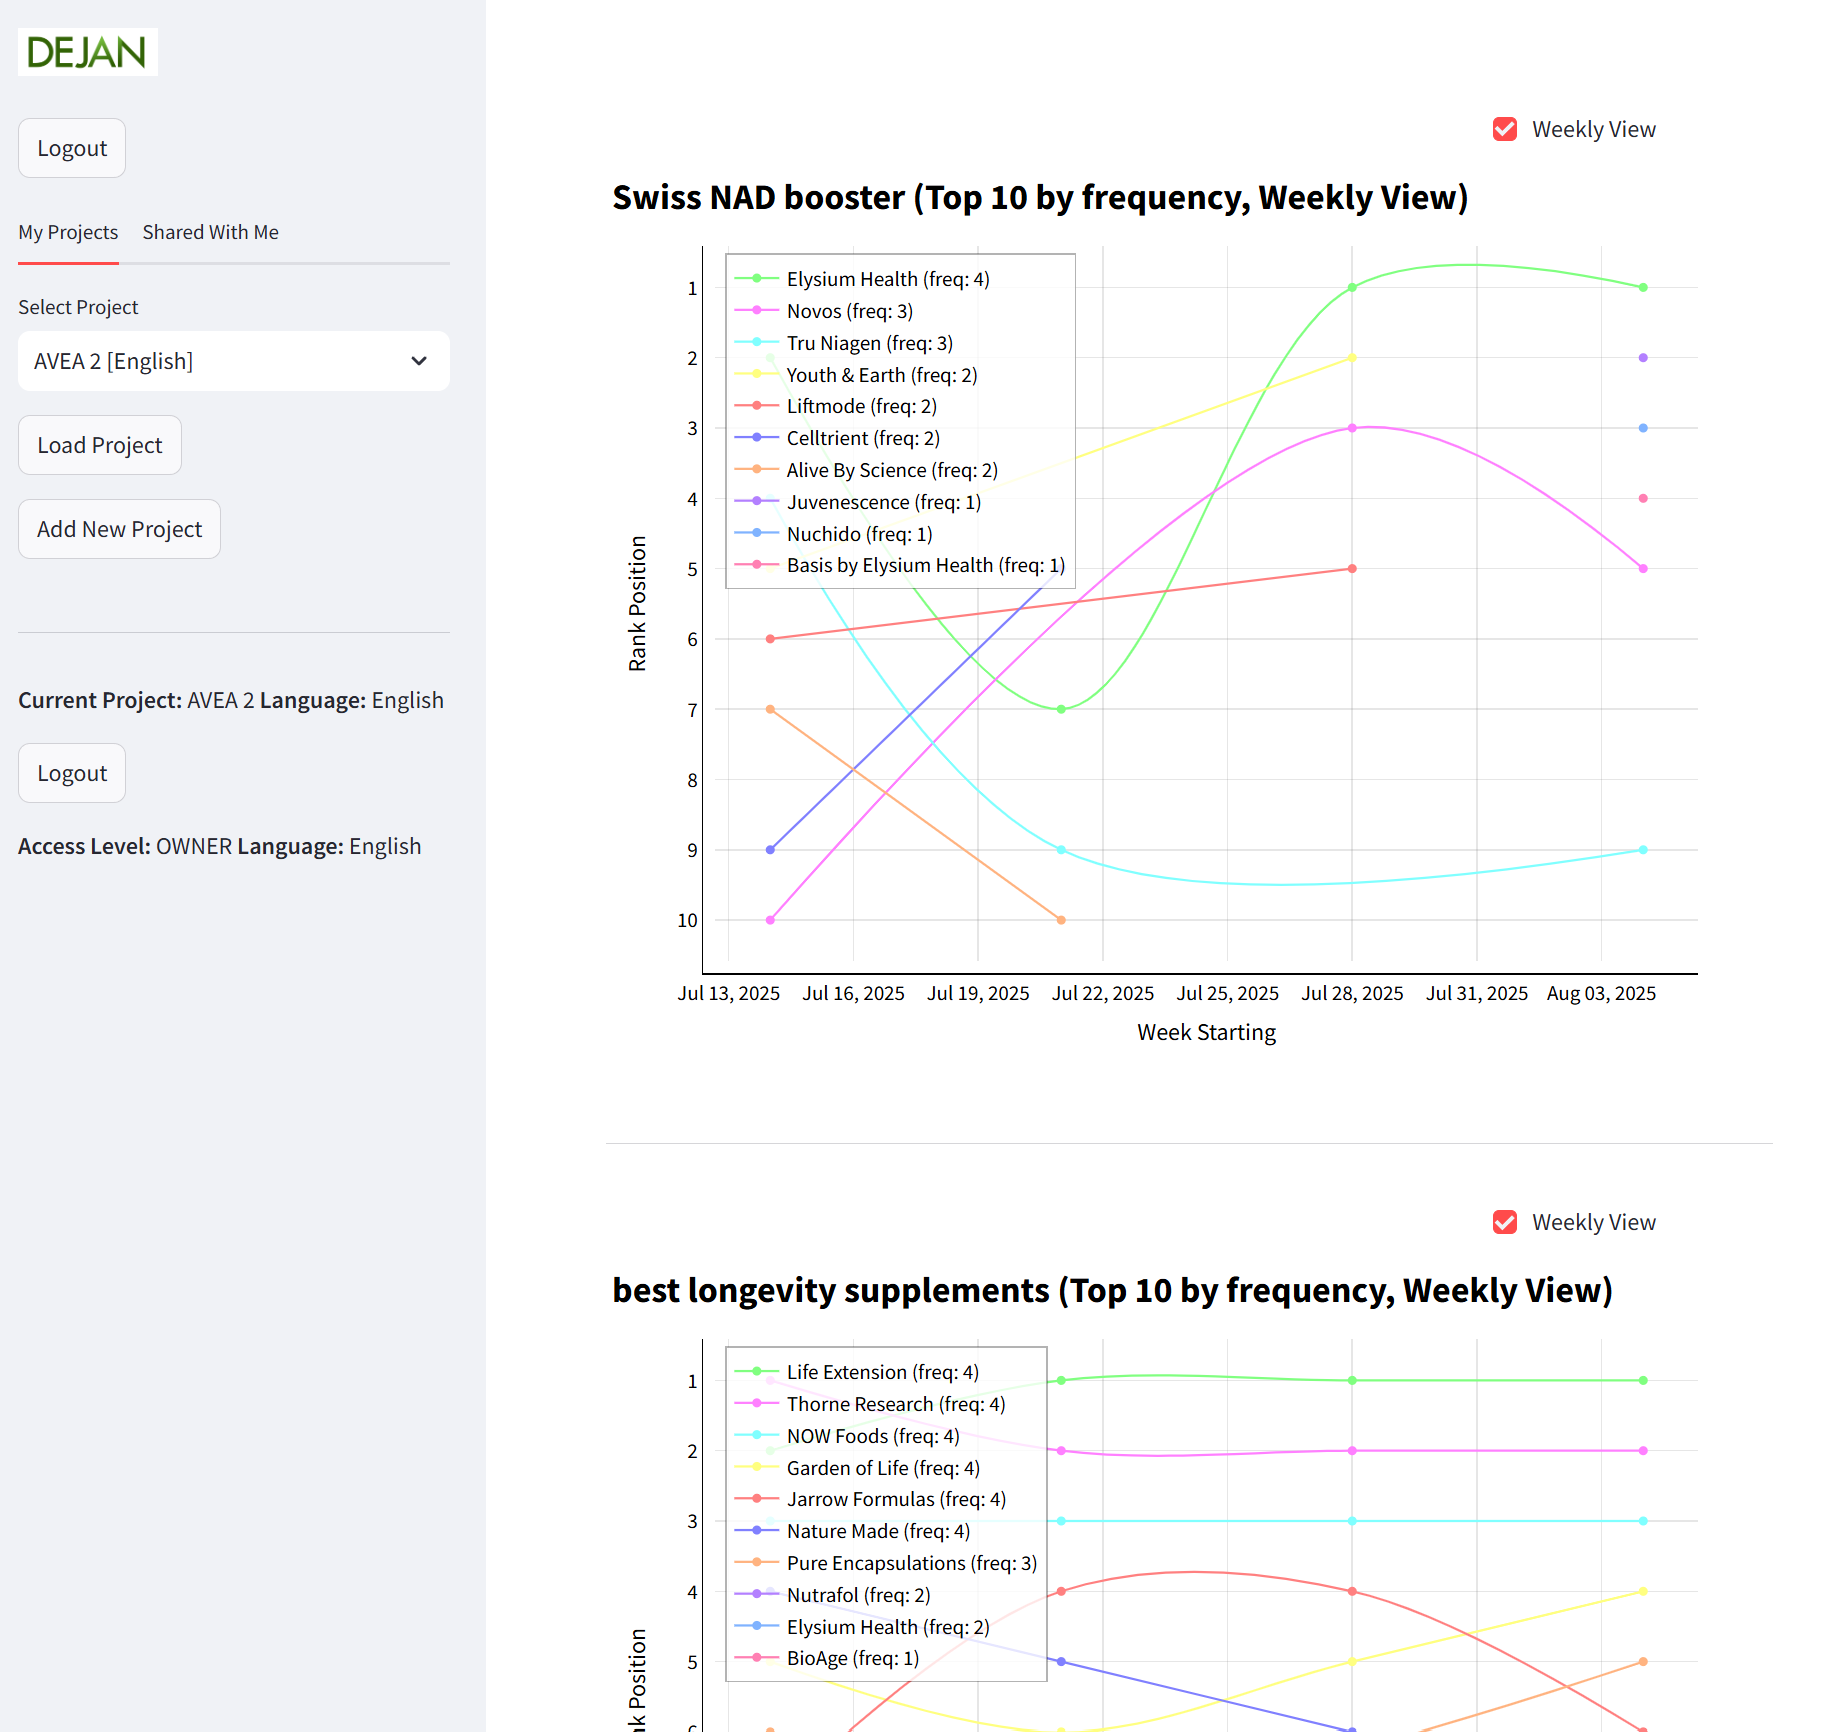 DEJAN
Logout
My Projects Shared With Me
Select Project
AVEA 2 [English]
Load Project
Add New Project
Current Project: AVEA 2 Language: English
Logout
Access Level: OWNER Language: English
Weekly View
Swiss NAD booster (Top 10 by frequency, Weekly View)
Elysium Health (freq: 4)
Novos (freq: 3)
Tru Niagen (freq: 3)
Youth & Earth (freq: 2)
Liftmode (freq: 2)
Celltrient (freq: 2)
Alive By Science (freq: 2)
Juvenescence (freq: 1)
Nuchido (freq: 1)
Basis by Elysium Health (freq: 1)
1
2
3
4
5
6
7
8
9
10
Rank Position
Jul 13, 2025 Jul 16, 2025 Jul 19, 2025 Jul 22, 2025 Jul 25, 2025 Jul 28, 2025 Jul 31, 2025 Aug 03, 2025
Week Starting
Weekly View
best longevity supplements (Top 10 by frequency, Weekly View)
Life Extension (freq: 4)
Thorne Research (freq: 4)
NOW Foods (freq: 4)
Garden of Life (freq: 4)
Jarrow Formulas (freq: 4)
Nature Made (freq: 4)
Pure Encapsulations (freq: 3)
Nutrafol (freq: 2)
Elysium Health (freq: 2)
BioAge (freq: 1)
1
2
3
4
5
Position